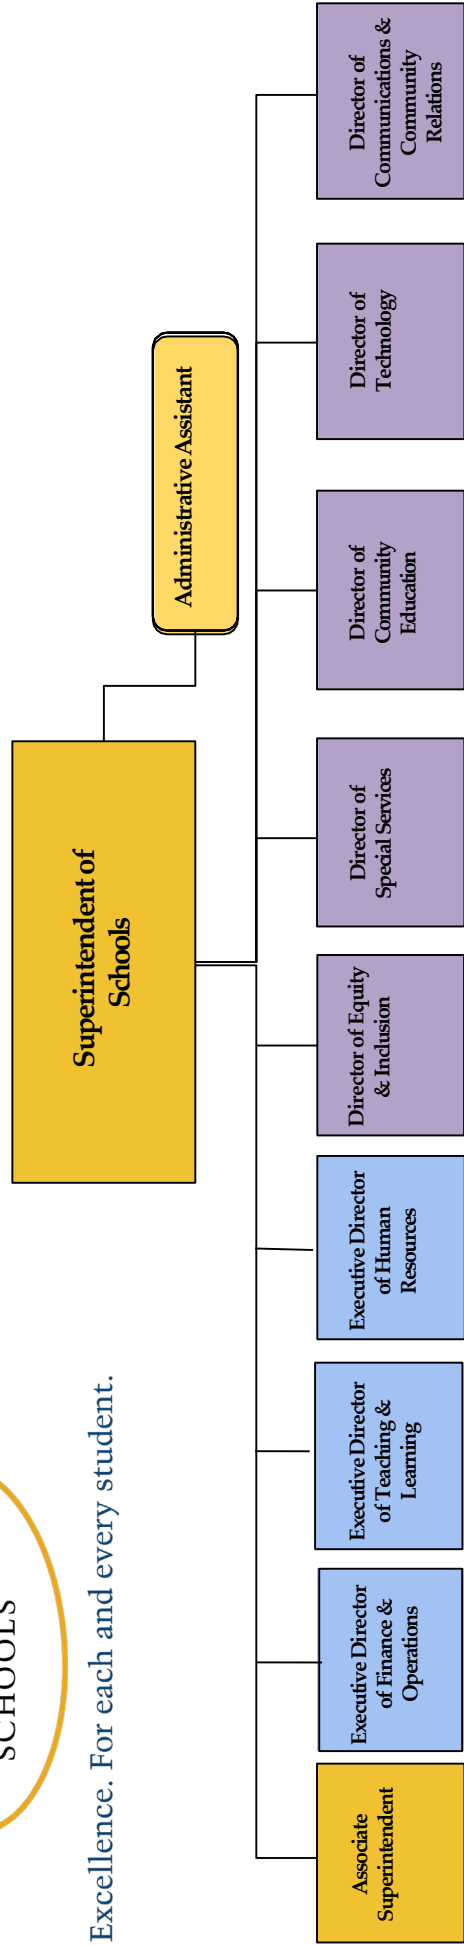 SCHOOLS
Excellence. For each and every student.
Superintendent of
Schools
Administrative Assistant
Associate
Superintendent
Executive Director
of Finance &
Operations
Executive Director
of Teaching &
Learning
Executive Director
of Human
Resources
Director of Equity
& Inclusion
Director of
Special Services
Director of
Community
Education
Director of
Technology
Director of
Communications &
Community
Relations